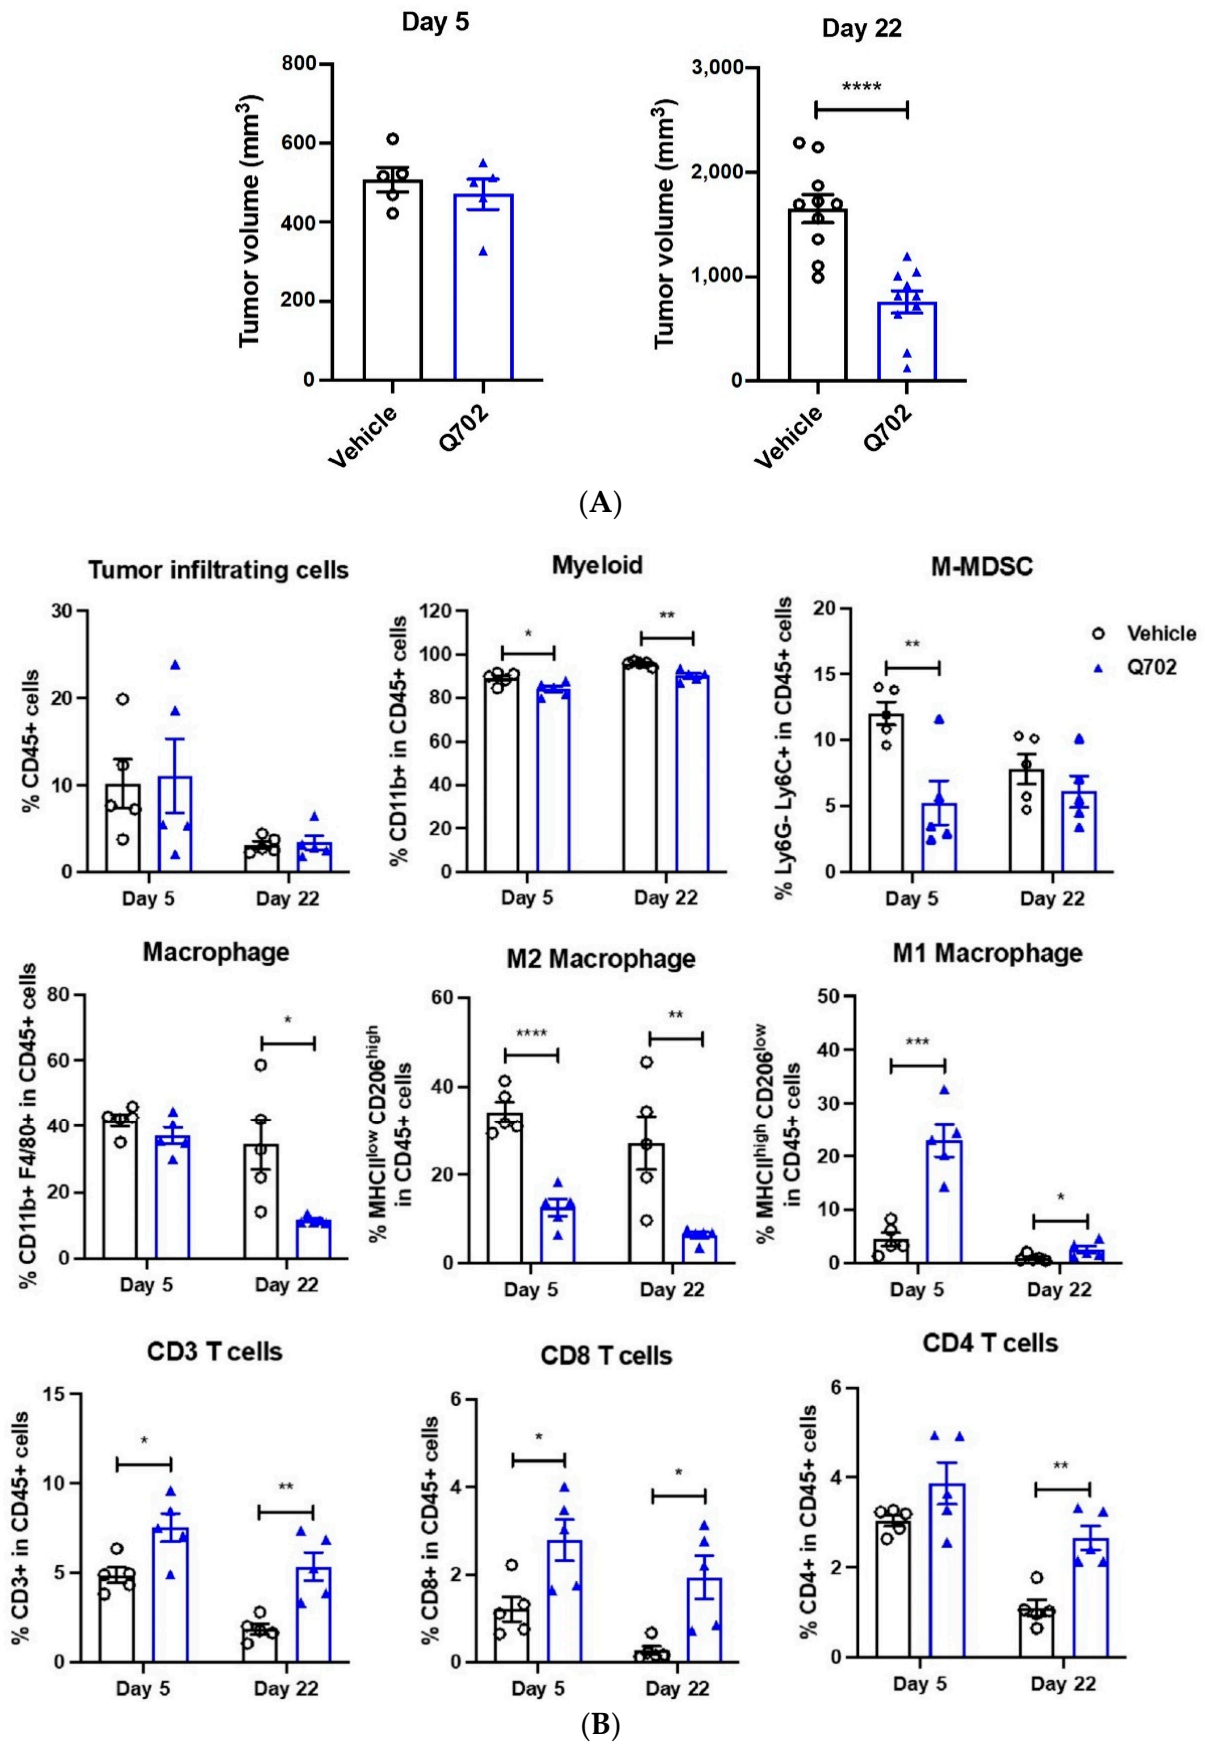 Day 5
800
600
400
200
0
Tumor volume (mm3)
Vehicle
Q702
Day 22
3,000
2,000
1,000
0
Tumor volume (mm3)
****
Vehicle
Q702
(A)
Tumor infiltrating cells
30
20
10
0
% CD45+ cells
Day 5
Day 22
Myeloid
120
100
80
60
40
20
0
% CD11b+ in CD45+ cells
*
**
Day 5
Day 22
M-MDSC
20
15
10
5
0
% Ly6G- Ly6C+ in CD45+ cells
**
Day 5
Day 22
Vehicle
Q702
Macrophage
80
60
40
20
0
% CD11b+ F4/80+ in CD45+ cells
*
Day 5
Day 22
M2 Macrophage
60
40
20
0
% MHCIIlow CD206high
in CD45+ cells
****
**
Day 5
Day 22
M1 Macrophage
50
40
30
20
10
0
% MHCIIhigh CD206low
in CD45+ cells
***
*
Day 5
Day 22
CD3 T cells
15
10
5
0
% CD3+ in CD45+ cells
*
**
Day 5
Day 22
CD8 T cells
6
4
2
0
% CD8+ in CD45+ cells
*
*
Day 5
Day 22
CD4 T cells
6
4
2
0
% CD4+ in CD45+ cells
**
Day 5
Day 22
(B)